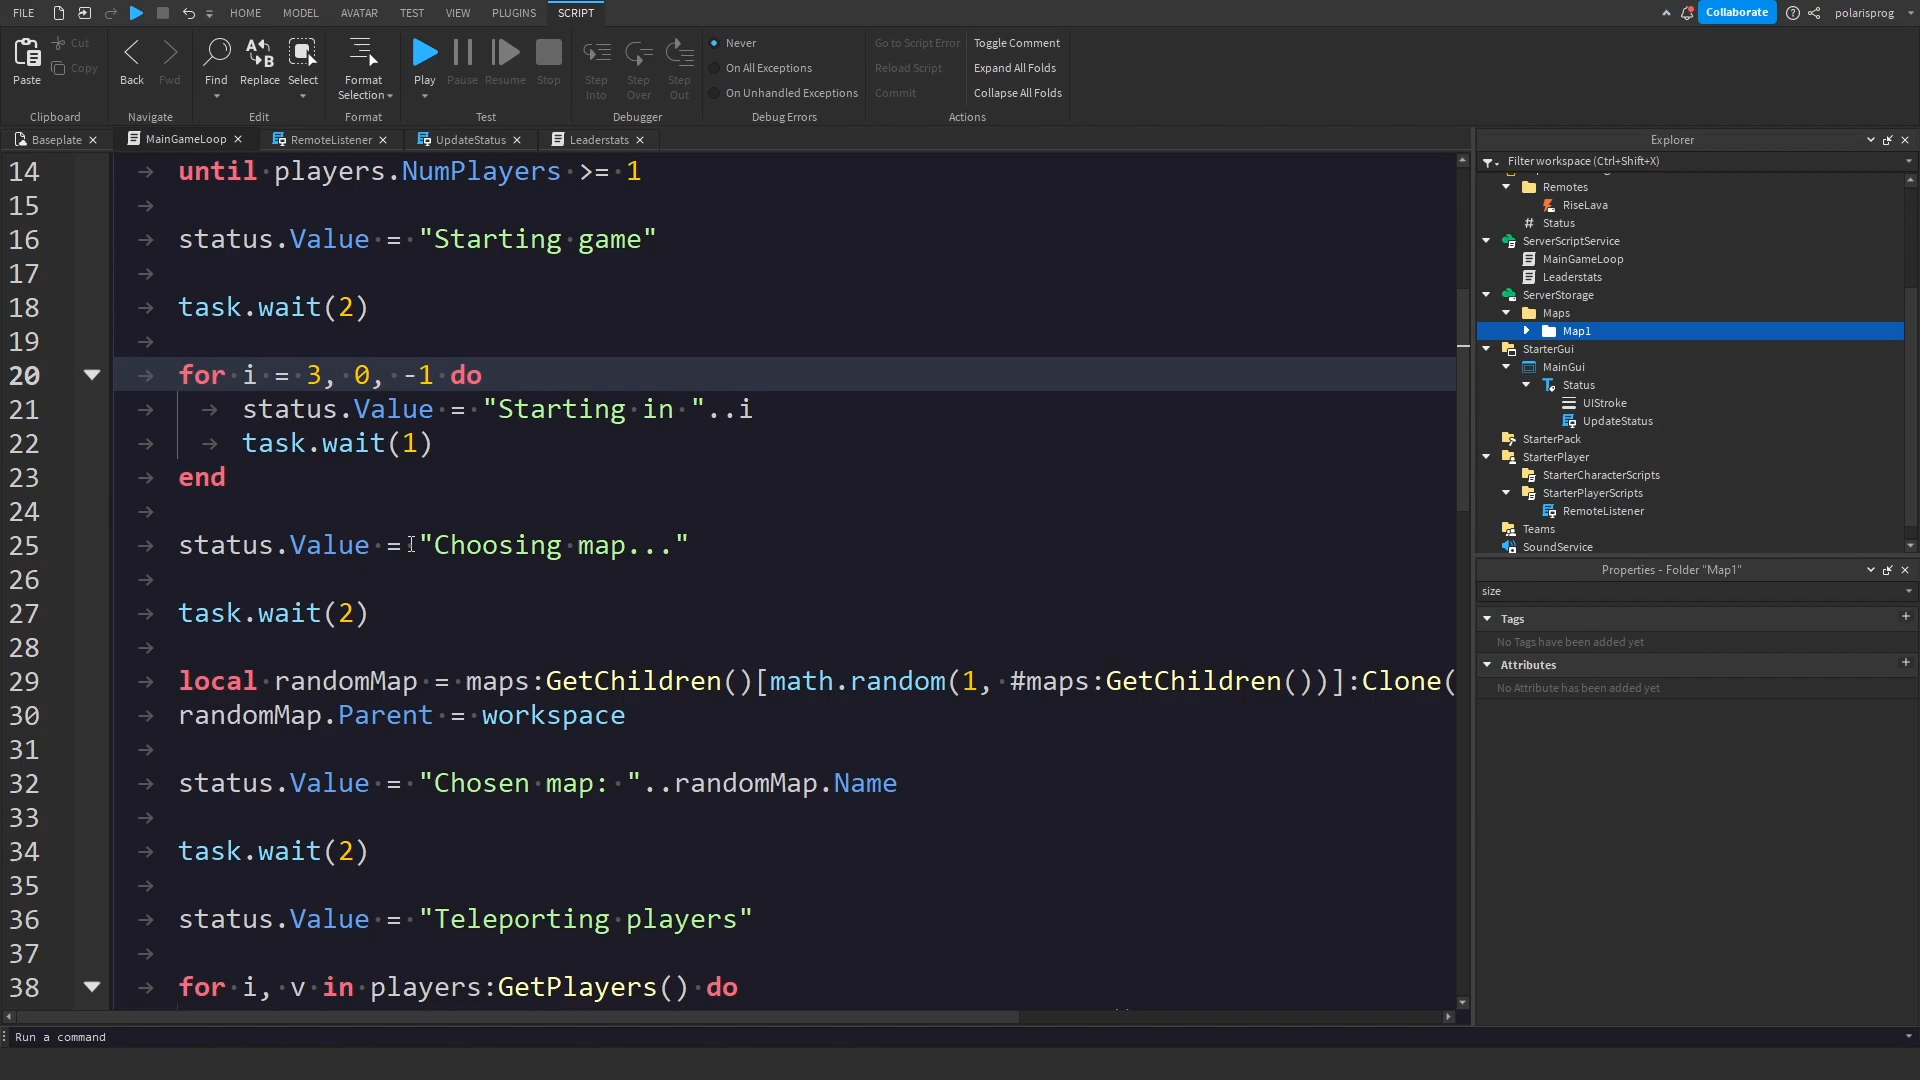 FILE HOME MODEL AVATAR TEST VIEW PLUGINS SCRIPT Collaborate polarisprog
Paste Cut Copy Back Fwd Find Replace Select Format Selection Play Pause Resume Stop Step Into Step Over Step Out
Never
On All Exceptions
On Unhandled Exceptions
Go to Script Error
Reload Script
Commit
Toggle Comment
Expand All Folds
Collapse All Folds
Clipboard Navigate Edit Format Test Debugger Debug Errors Actions
Baseplate MainGameLoop RemoteListener UpdateStatus Leaderstats
14 until players.NumPlayers >= 1
15
16 status.Value = "Starting game"
17
18 task.wait(2)
19
20 for i = 3, 0, -1 do
21 status.Value = "Starting in "..i
22 task.wait(1)
23 end
24
25 status.Value = "Choosing map..."
26
27 task.wait(2)
28
29 local randomMap = maps:GetChildren()[math.random(1, #maps:GetChildren())]:Clone(
30 randomMap.Parent = workspace
31
32 status.Value = "Chosen map: "..randomMap.Name
33
34 task.wait(2)
35
36 status.Value = "Teleporting players"
37
38 for i, v in players:GetPlayers() do
Run a command
Explorer
Filter workspace (Ctrl+Shift+X)
Remotes
RiseLava
# Status
ServerScriptService
MainGameLoop
Leaderstats
ServerStorage
Maps
Map1
StarterGui
MainGui
Status
UIStroke
UpdateStatus
StarterPack
StarterPlayer
StarterCharacterScripts
StarterPlayerScripts
RemoteListener
Teams
SoundService
Properties - Folder "Map1"
size
Tags
No Tags have been added yet
Attributes
No Attribute has been added yet